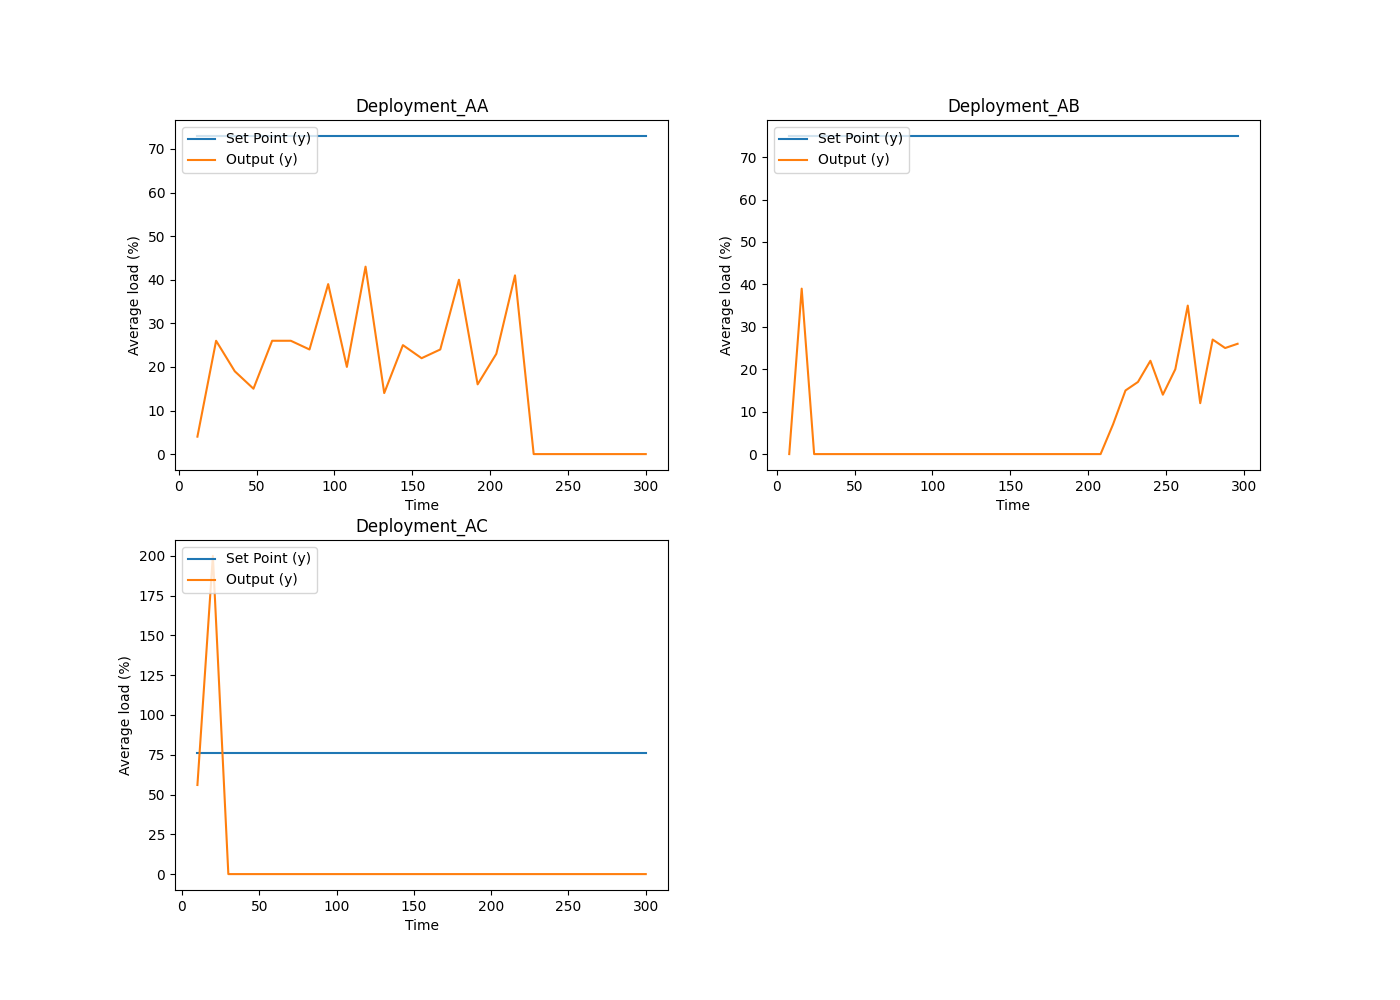 Deployment_AA
Set Point (y)
Output (y)
70
60
50
40
30
20
10
0
Average load (%)
0 50 100 150 200 250 300
Time
Deployment_AB
Set Point (y)
Output (y)
70
60
50
40
30
20
10
0
Average load (%)
0 50 100 150 200 250 300
Time
Deployment_AC
Set Point (y)
Output (y)
200
175
150
125
100
75
50
25
0
Average load (%)
0 50 100 150 200 250 300
Time